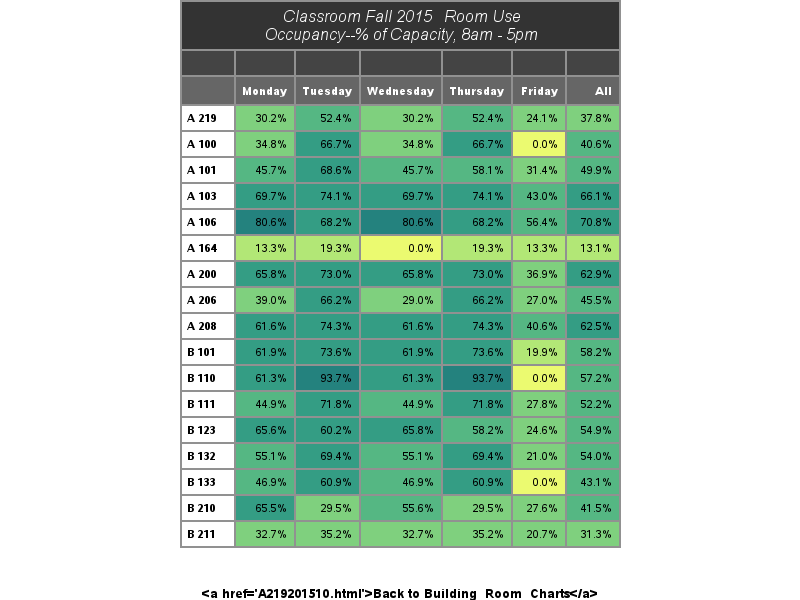 Classroom Fall 2015 Room Use
Occupancy--% of Capacity, 8am - 5pm
Monday Tuesday Wednesday Thursday Friday All
A 219 30.2% 52.4% 30.2% 52.4% 24.1% 37.8%
A 100 34.8% 66.7% 34.8% 66.7% 0.0% 40.6%
A 101 45.7% 68.6% 45.7% 58.1% 31.4% 49.9%
A 103 69.7% 74.1% 69.7% 74.1% 43.0% 66.1%
A 106 80.6% 68.2% 80.6% 68.2% 56.4% 70.8%
A 164 13.3% 19.3% 0.0% 19.3% 13.3% 13.1%
A 200 65.8% 73.0% 65.8% 73.0% 36.9% 62.9%
A 206 39.0% 66.2% 29.0% 66.2% 27.0% 45.5%
A 208 61.6% 74.3% 61.6% 74.3% 40.6% 62.5%
B 101 61.9% 73.6% 61.9% 73.6% 19.9% 58.2%
B 110 61.3% 93.7% 61.3% 93.7% 0.0% 57.2%
B 111 44.9% 71.8% 44.9% 71.8% 27.8% 52.2%
B 123 65.6% 60.2% 65.8% 58.2% 24.6% 54.9%
B 132 55.1% 69.4% 55.1% 69.4% 21.0% 54.0%
B 133 46.9% 60.9% 46.9% 60.9% 0.0% 43.1%
B 210 65.5% 29.5% 55.6% 29.5% 27.6% 41.5%
B 211 32.7% 35.2% 32.7% 35.2% 20.7% 31.3%
<a href='A219201510.html'>Back to Building Room Charts</a>